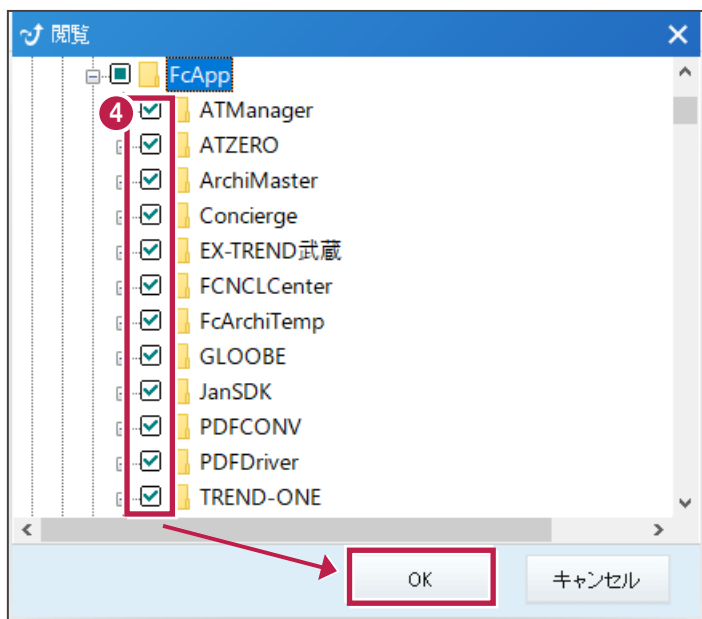 閲覧
FcApp
4
ATManager
ATZERO
ArchiMaster
Concierge
EX-TREND武蔵
FCNCLCenter
FcArchiTemp
GLOOBE
JanSDK
PDFCONV
PDFDriver
TREND-ONE
OK
キャンセル